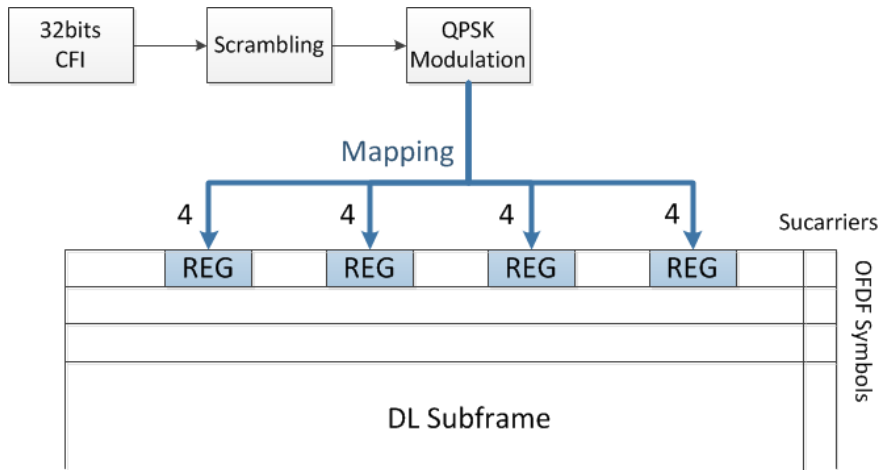 32bits
CFI
Scrambling
QPSK
Modulation
Mapping
4
4
4
4
Sucarriers
REG
REG
REG
REG
OFDF Symbols
DL Subframe